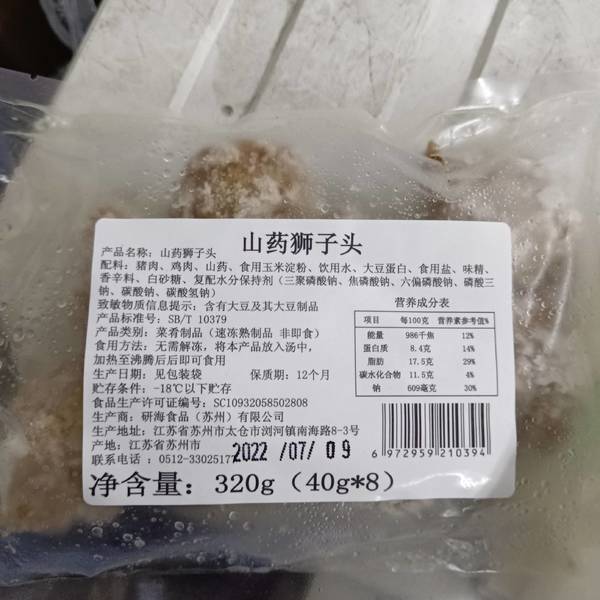 山药狮子头
产品名称：山药狮子头
配料：猪肉、鸡肉、山药、食用玉米淀粉、饮用水、大豆蛋白、食用盐、味精、
香辛料、白砂糖、复配水分保持剂（三聚磷酸钠、焦磷酸钠、六偏磷酸钠、磷酸三
钠、碳酸钠、碳酸氢钠）
致敏物质信息提示：含有大豆及其大豆制品
产品标准号：SB/T 10379
产品类别：菜肴制品（速冻熟制品 非即食）
食用方法：无需解冻，将本产品放入汤中，
加热至沸腾后后即可食用
生产日期：见包装袋 保质期：12个月
贮存条件：-18℃以下贮存
食品生产许可证编号：SC10932058502808
生产商：研海食品（苏州）有限公司
生产地址：江苏省苏州市太仓市浏河镇南海路8-3号
产地：江苏省苏州市
联系电话：0512-3302517
2022 /07/ 09
净含量：320g（40g*8）
营养成分表
项目 每100克 营养素参考值%
能量 986千焦 12%
蛋白质 8.4克 14%
脂肪 17.5克 29%
碳水化合物 11.5克 4%
钠 609毫克 30%
6 972959 210394